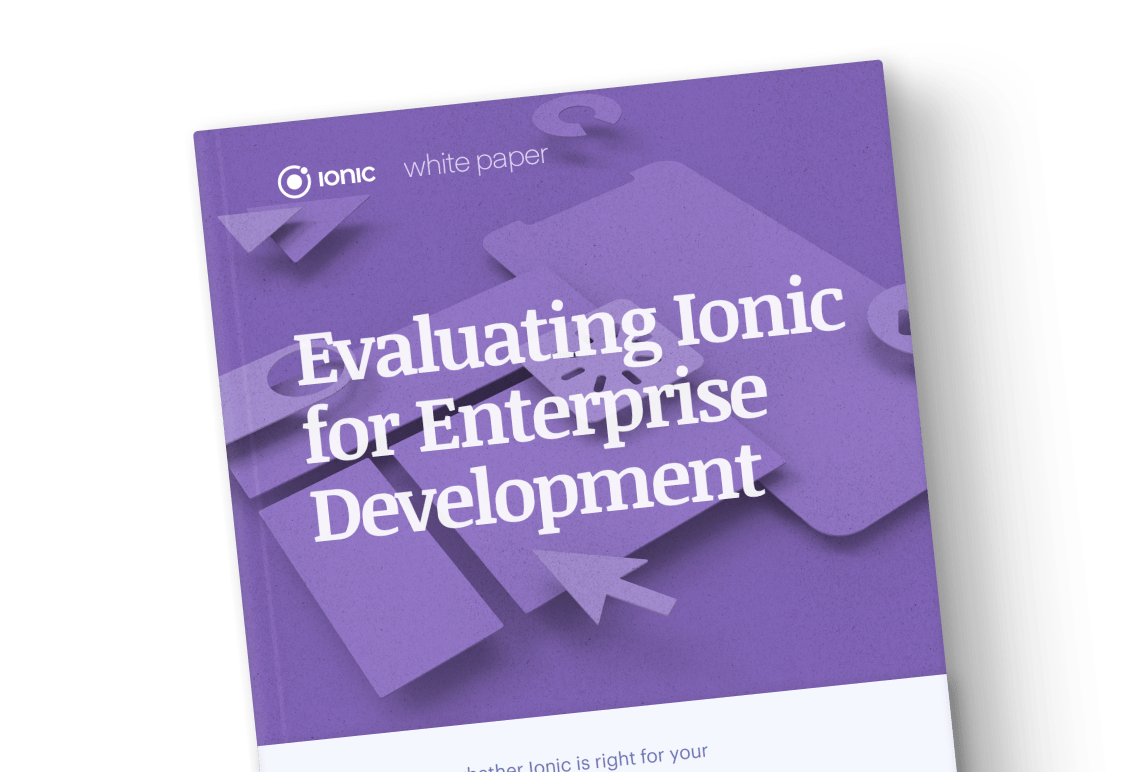 IONIC white paper
Evaluating Ionic
for Enterprise
Development
Ionic is right for your